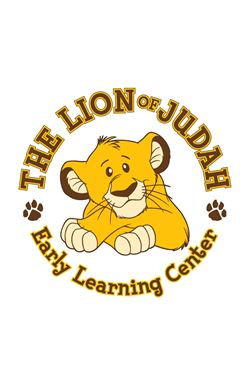 THE LION OF JUDAH
Early Learning Center